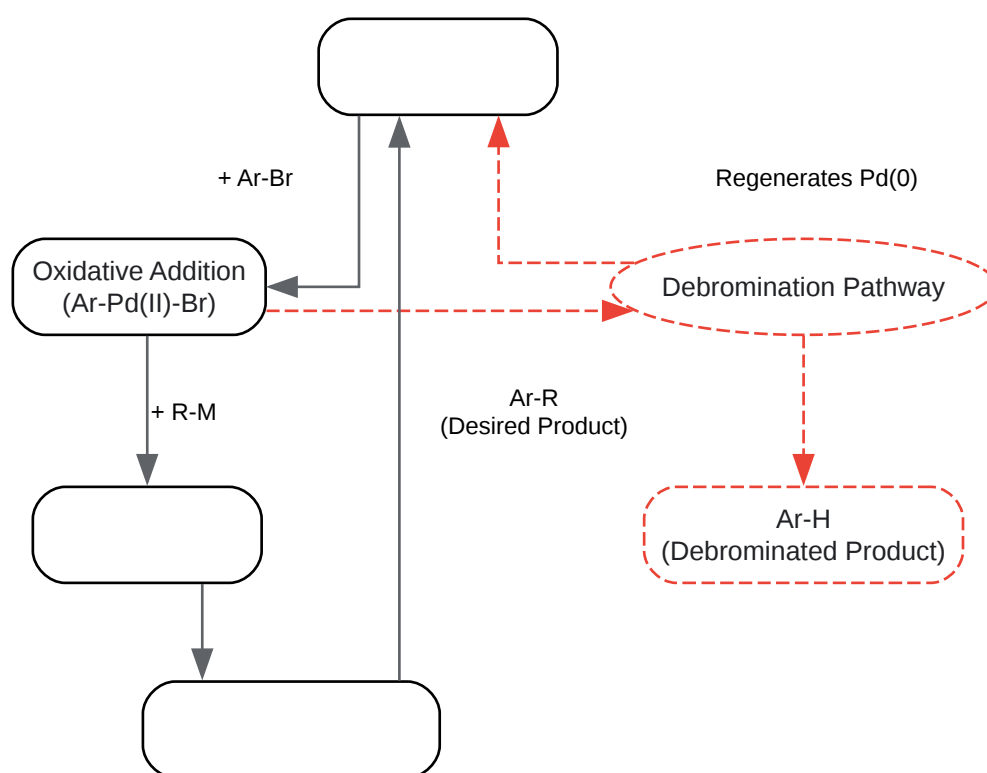 + Ar-Br
Regenerates Pd(0)
Oxidative Addition
(Ar-Pd(II)-Br)
Debromination Pathway
+ R-M
Ar-R
(Desired Product)
Ar-H
(Debrominated Product)